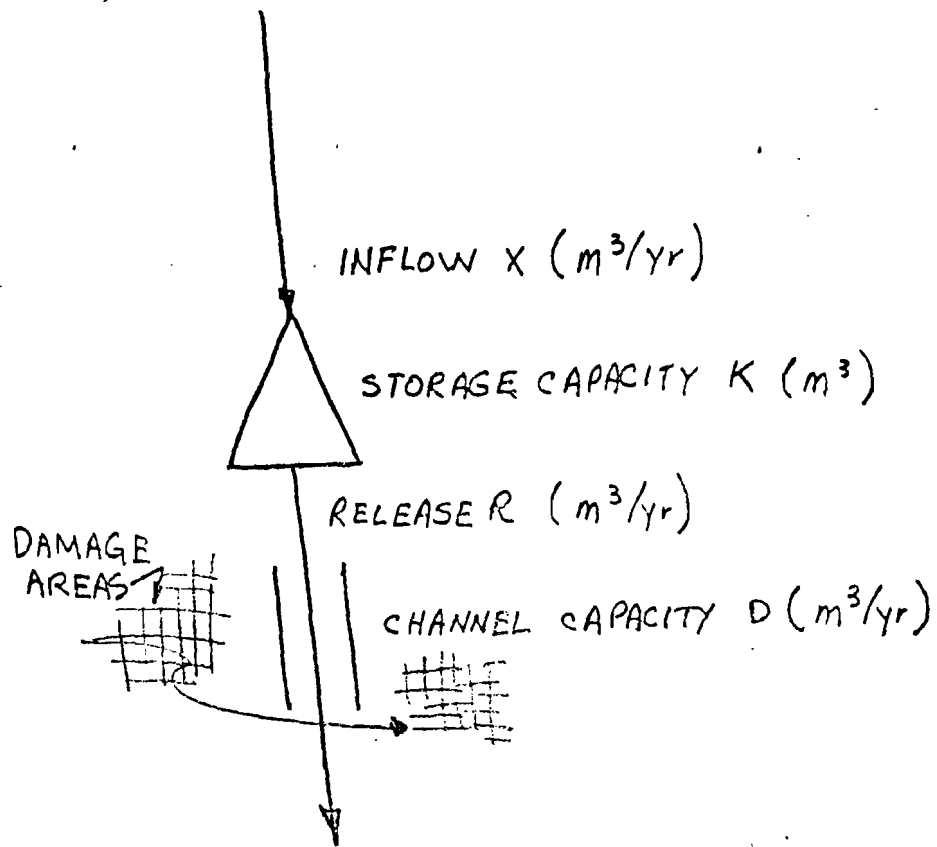 INFLOW X (m³/yr)
STORAGE CAPACITY K (m³)
RELEASE R (m³/yr)
DAMAGE
AREAS
CHANNEL CAPACITY D (m³/yr)